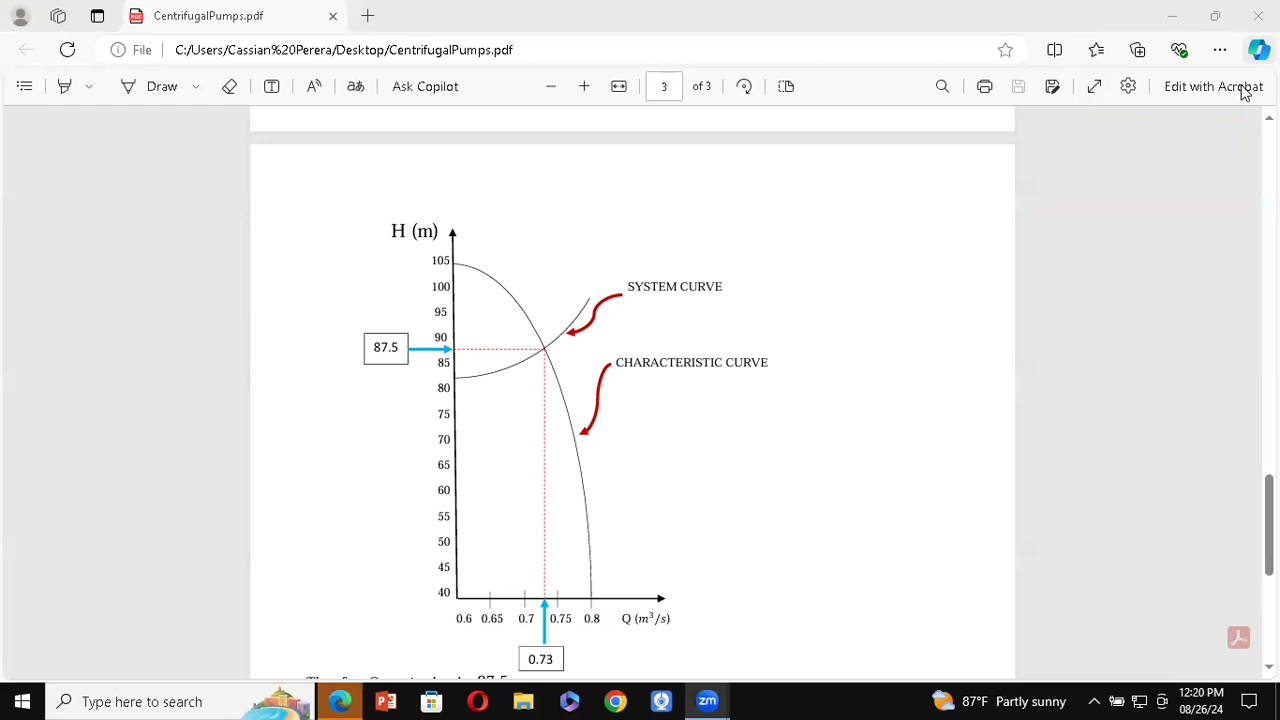 CentrifugalPumps.pdf
File
C:/Users/Cassian%20Perera/Desktop/CentrifugalPumps.pdf
Draw
Ask Copilot
3
of 3
Edit with Acrobat
H (m)
105
100
95
90
85
80
75
70
65
60
55
50
45
40
87.5
SYSTEM CURVE
CHARACTERISTIC CURVE
0.6 0.65 0.7 0.75 0.8 Q (m³/s)
0.73
87.5
Type here to search
zm
87°F Partly sunny
12:20 PM
08/26/24